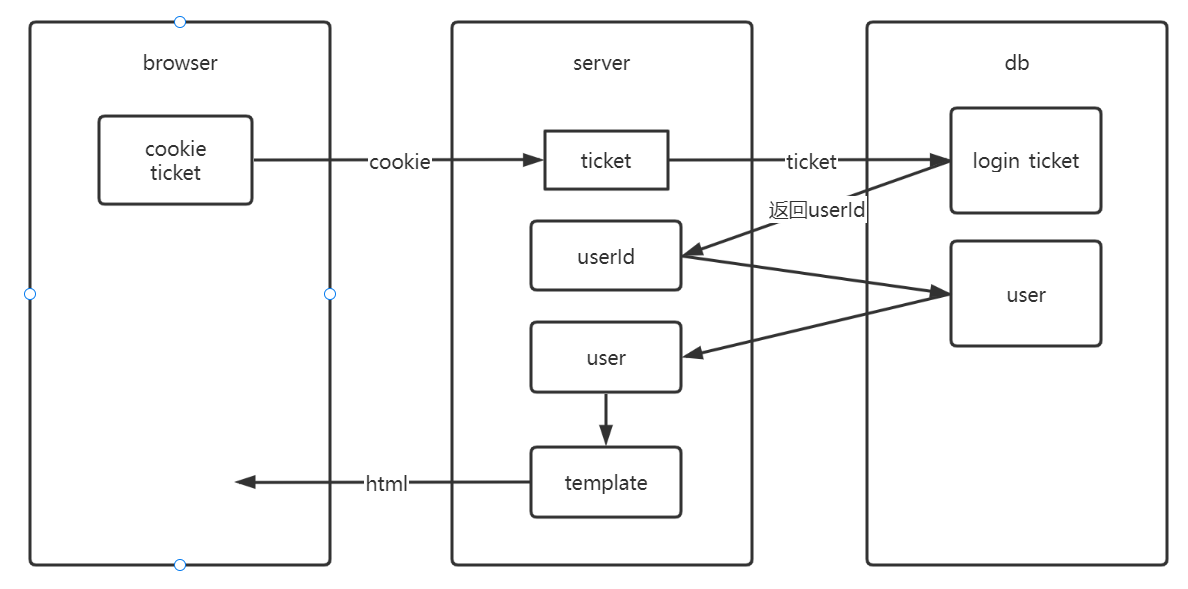 browser
server
db
cookie
ticket
cookie
ticket
ticket
login ticket
返回userId
userId
user
user
html
template